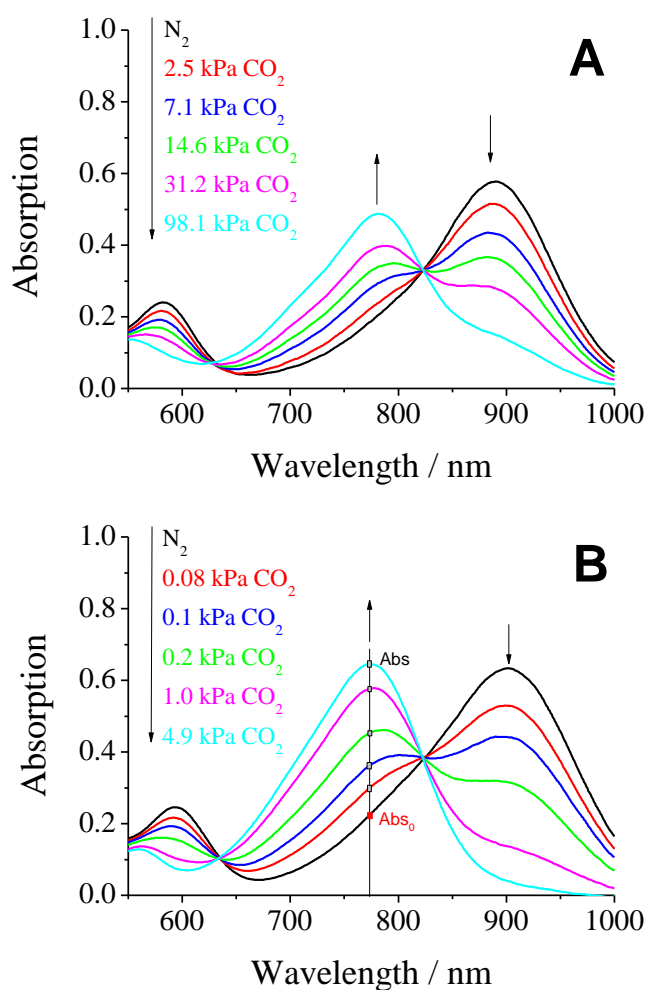 A
N₂
2.5 kPa CO₂
7.1 kPa CO₂
14.6 kPa CO₂
31.2 kPa CO₂
98.1 kPa CO₂
1.0
0.8
0.6
0.4
0.2
0.0
Absorption
600 700 800 900 1000
Wavelength / nm
B
N₂
0.08 kPa CO₂
0.1 kPa CO₂
0.2 kPa CO₂
1.0 kPa CO₂
4.9 kPa CO₂
Abs
Abs₀
1.0
0.8
0.6
0.4
0.2
0.0
Absorption
600 700 800 900 1000
Wavelength / nm